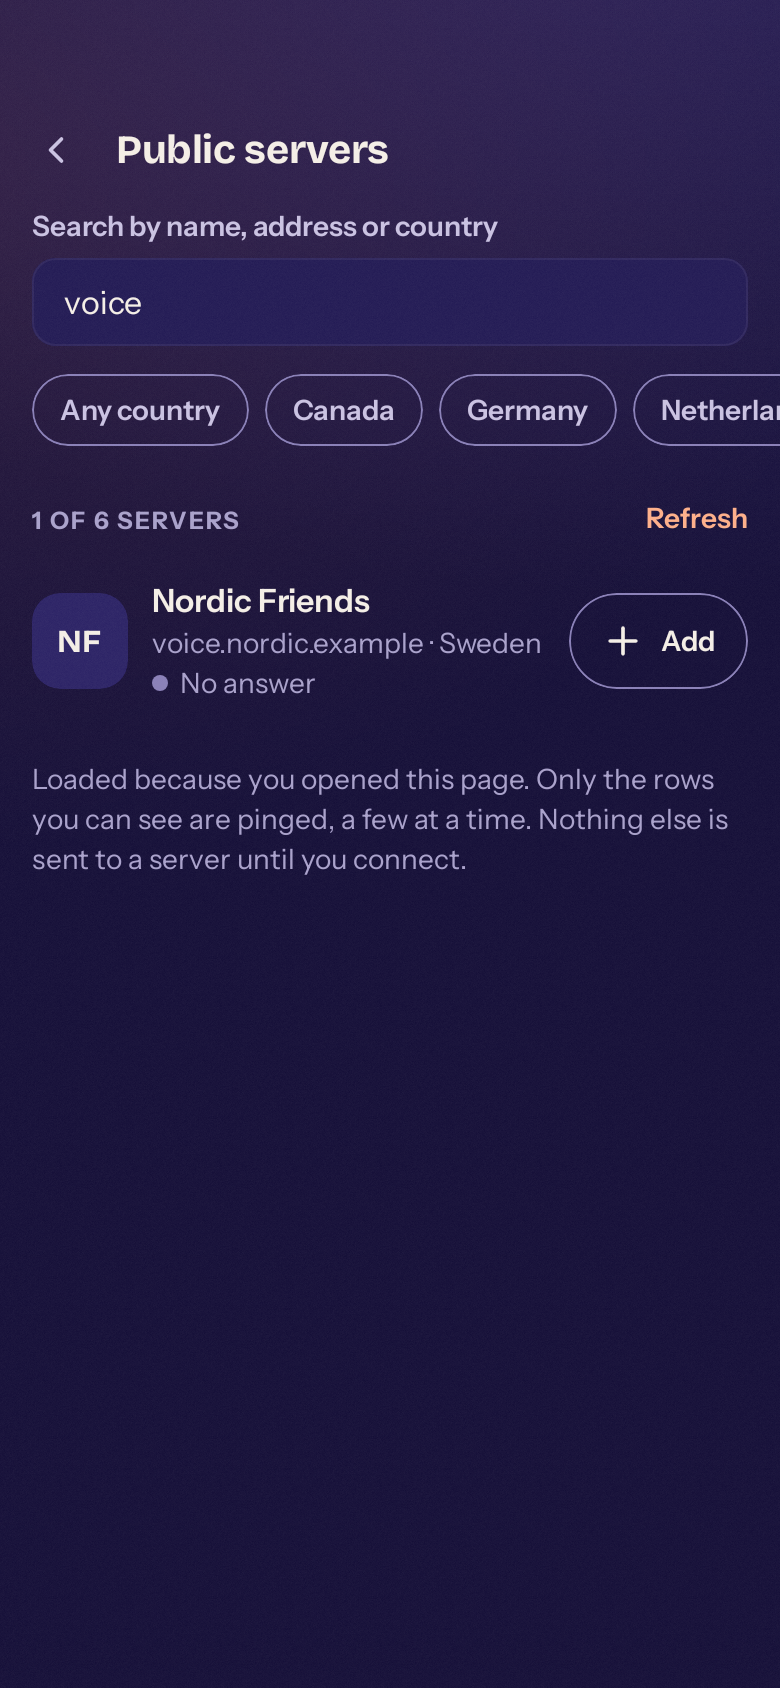 Public servers
Search by name, address or country
voice
Any country
Canada
Germany
Netherlan
1 OF 6 SERVERS
Refresh
NF
Nordic Friends
voice.nordic.example · Sweden
No answer
Add
Loaded because you opened this page. Only the rows
you can see are pinged, a few at a time. Nothing else is
sent to a server until you connect.